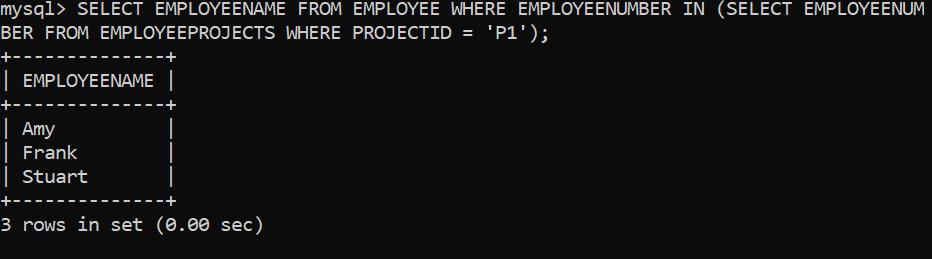 mysql> SELECT EMPLOYEENAME FROM EMPLOYEE WHERE EMPLOYEENUMBER IN (SELECT EMPLOYEENUM
BER FROM EMPLOYEEPROJECTS WHERE PROJECTID = 'P1');
+--------------+
| EMPLOYEENAME |
+--------------+
| Amy          |
| Frank        |
| Stuart       |
+--------------+
3 rows in set (0.00 sec)